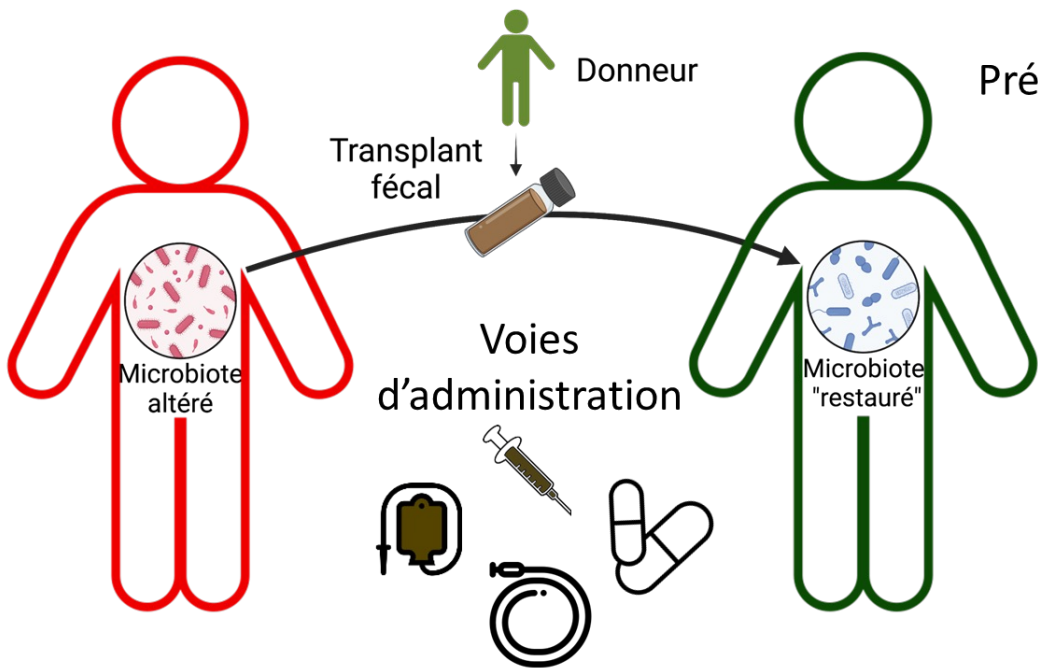 Donneur
Pré
Transplant
fécal
Voies
d’administration
Microbiote
altéré
Microbiote
"restauré"